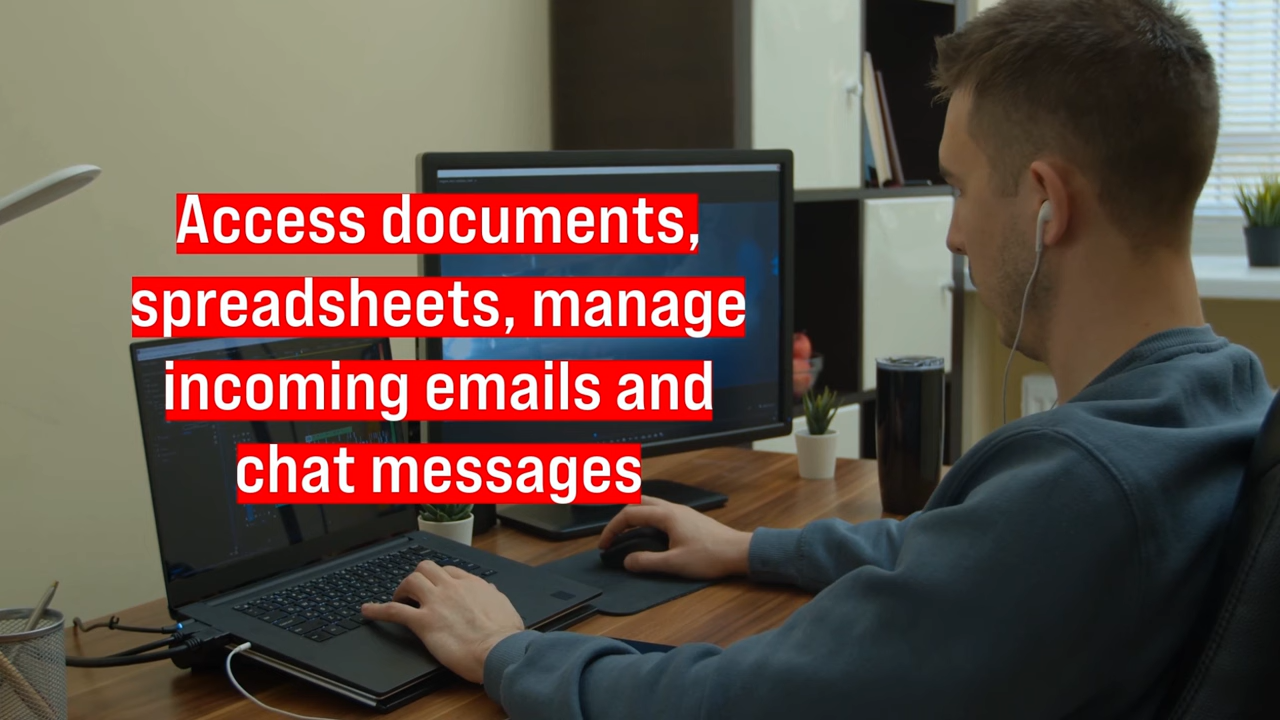 Access documents,
spreadsheets, manage
incoming emails and
chat messages